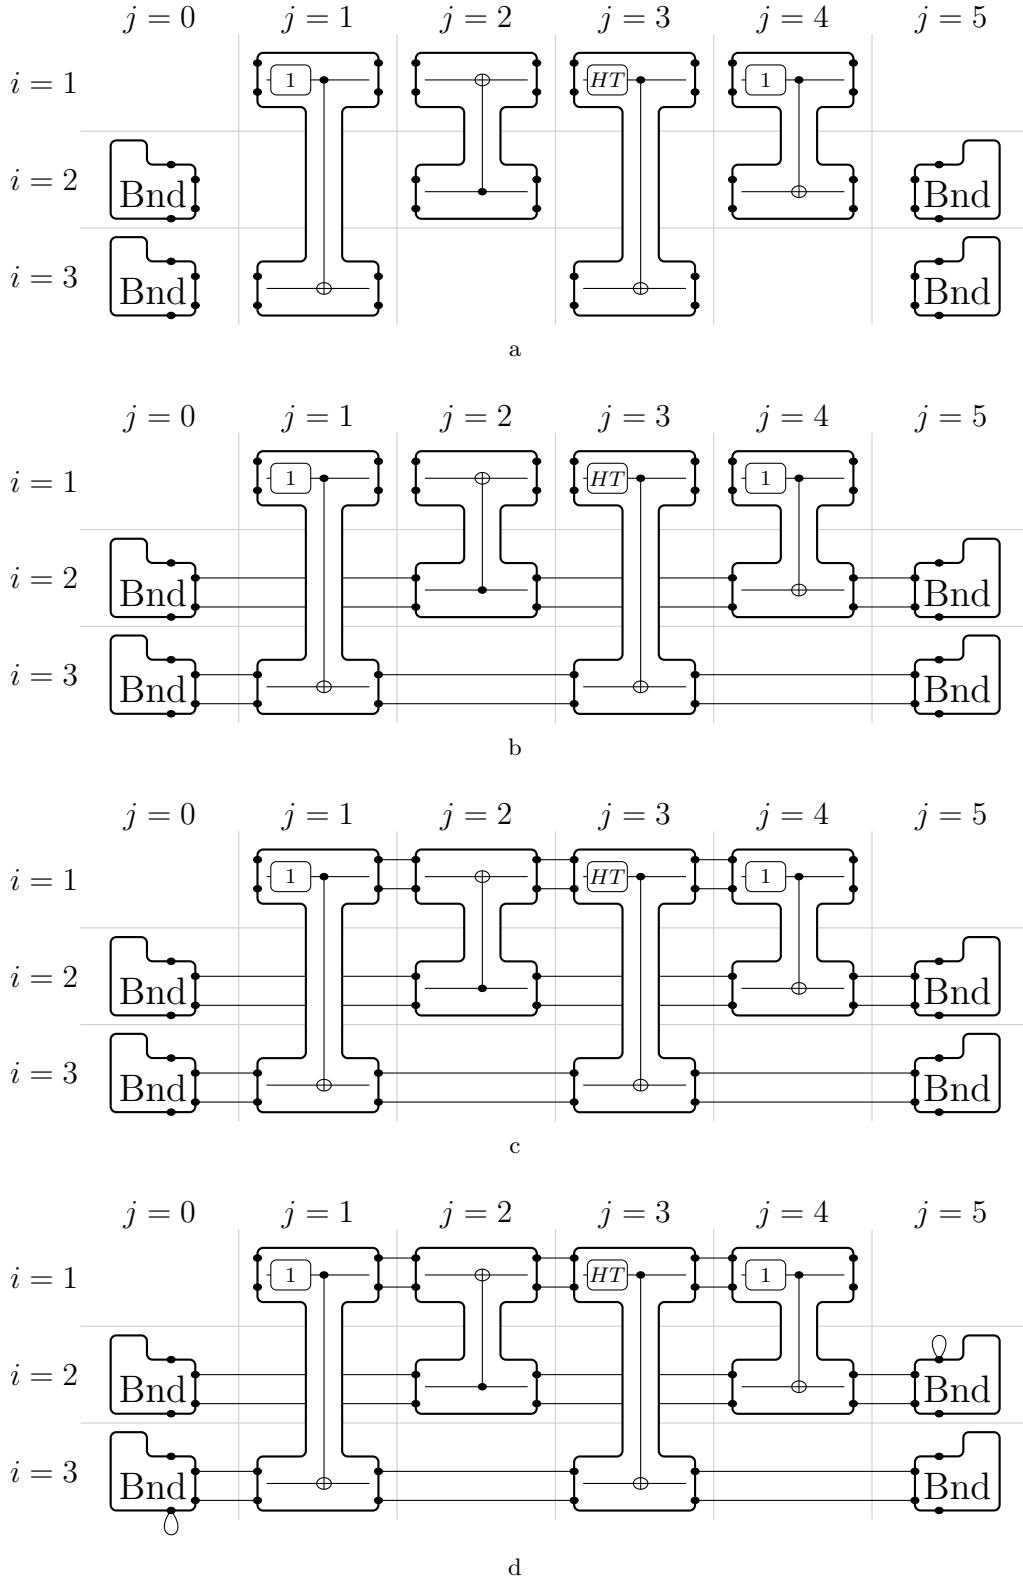 j = 0 j = 1 j = 2 j = 3 j = 4 j = 5
i = 1 1 HT 1
i = 2 Bnd Bnd
i = 3 Bnd Bnd
a
j = 0 j = 1 j = 2 j = 3 j = 4 j = 5
i = 1 1 HT 1
i = 2 Bnd Bnd
i = 3 Bnd Bnd
b
j = 0 j = 1 j = 2 j = 3 j = 4 j = 5
i = 1 1 HT 1
i = 2 Bnd Bnd
i = 3 Bnd Bnd
c
j = 0 j = 1 j = 2 j = 3 j = 4 j = 5
i = 1 1 HT 1
i = 2 Bnd Bnd
i = 3 Bnd Bnd
d